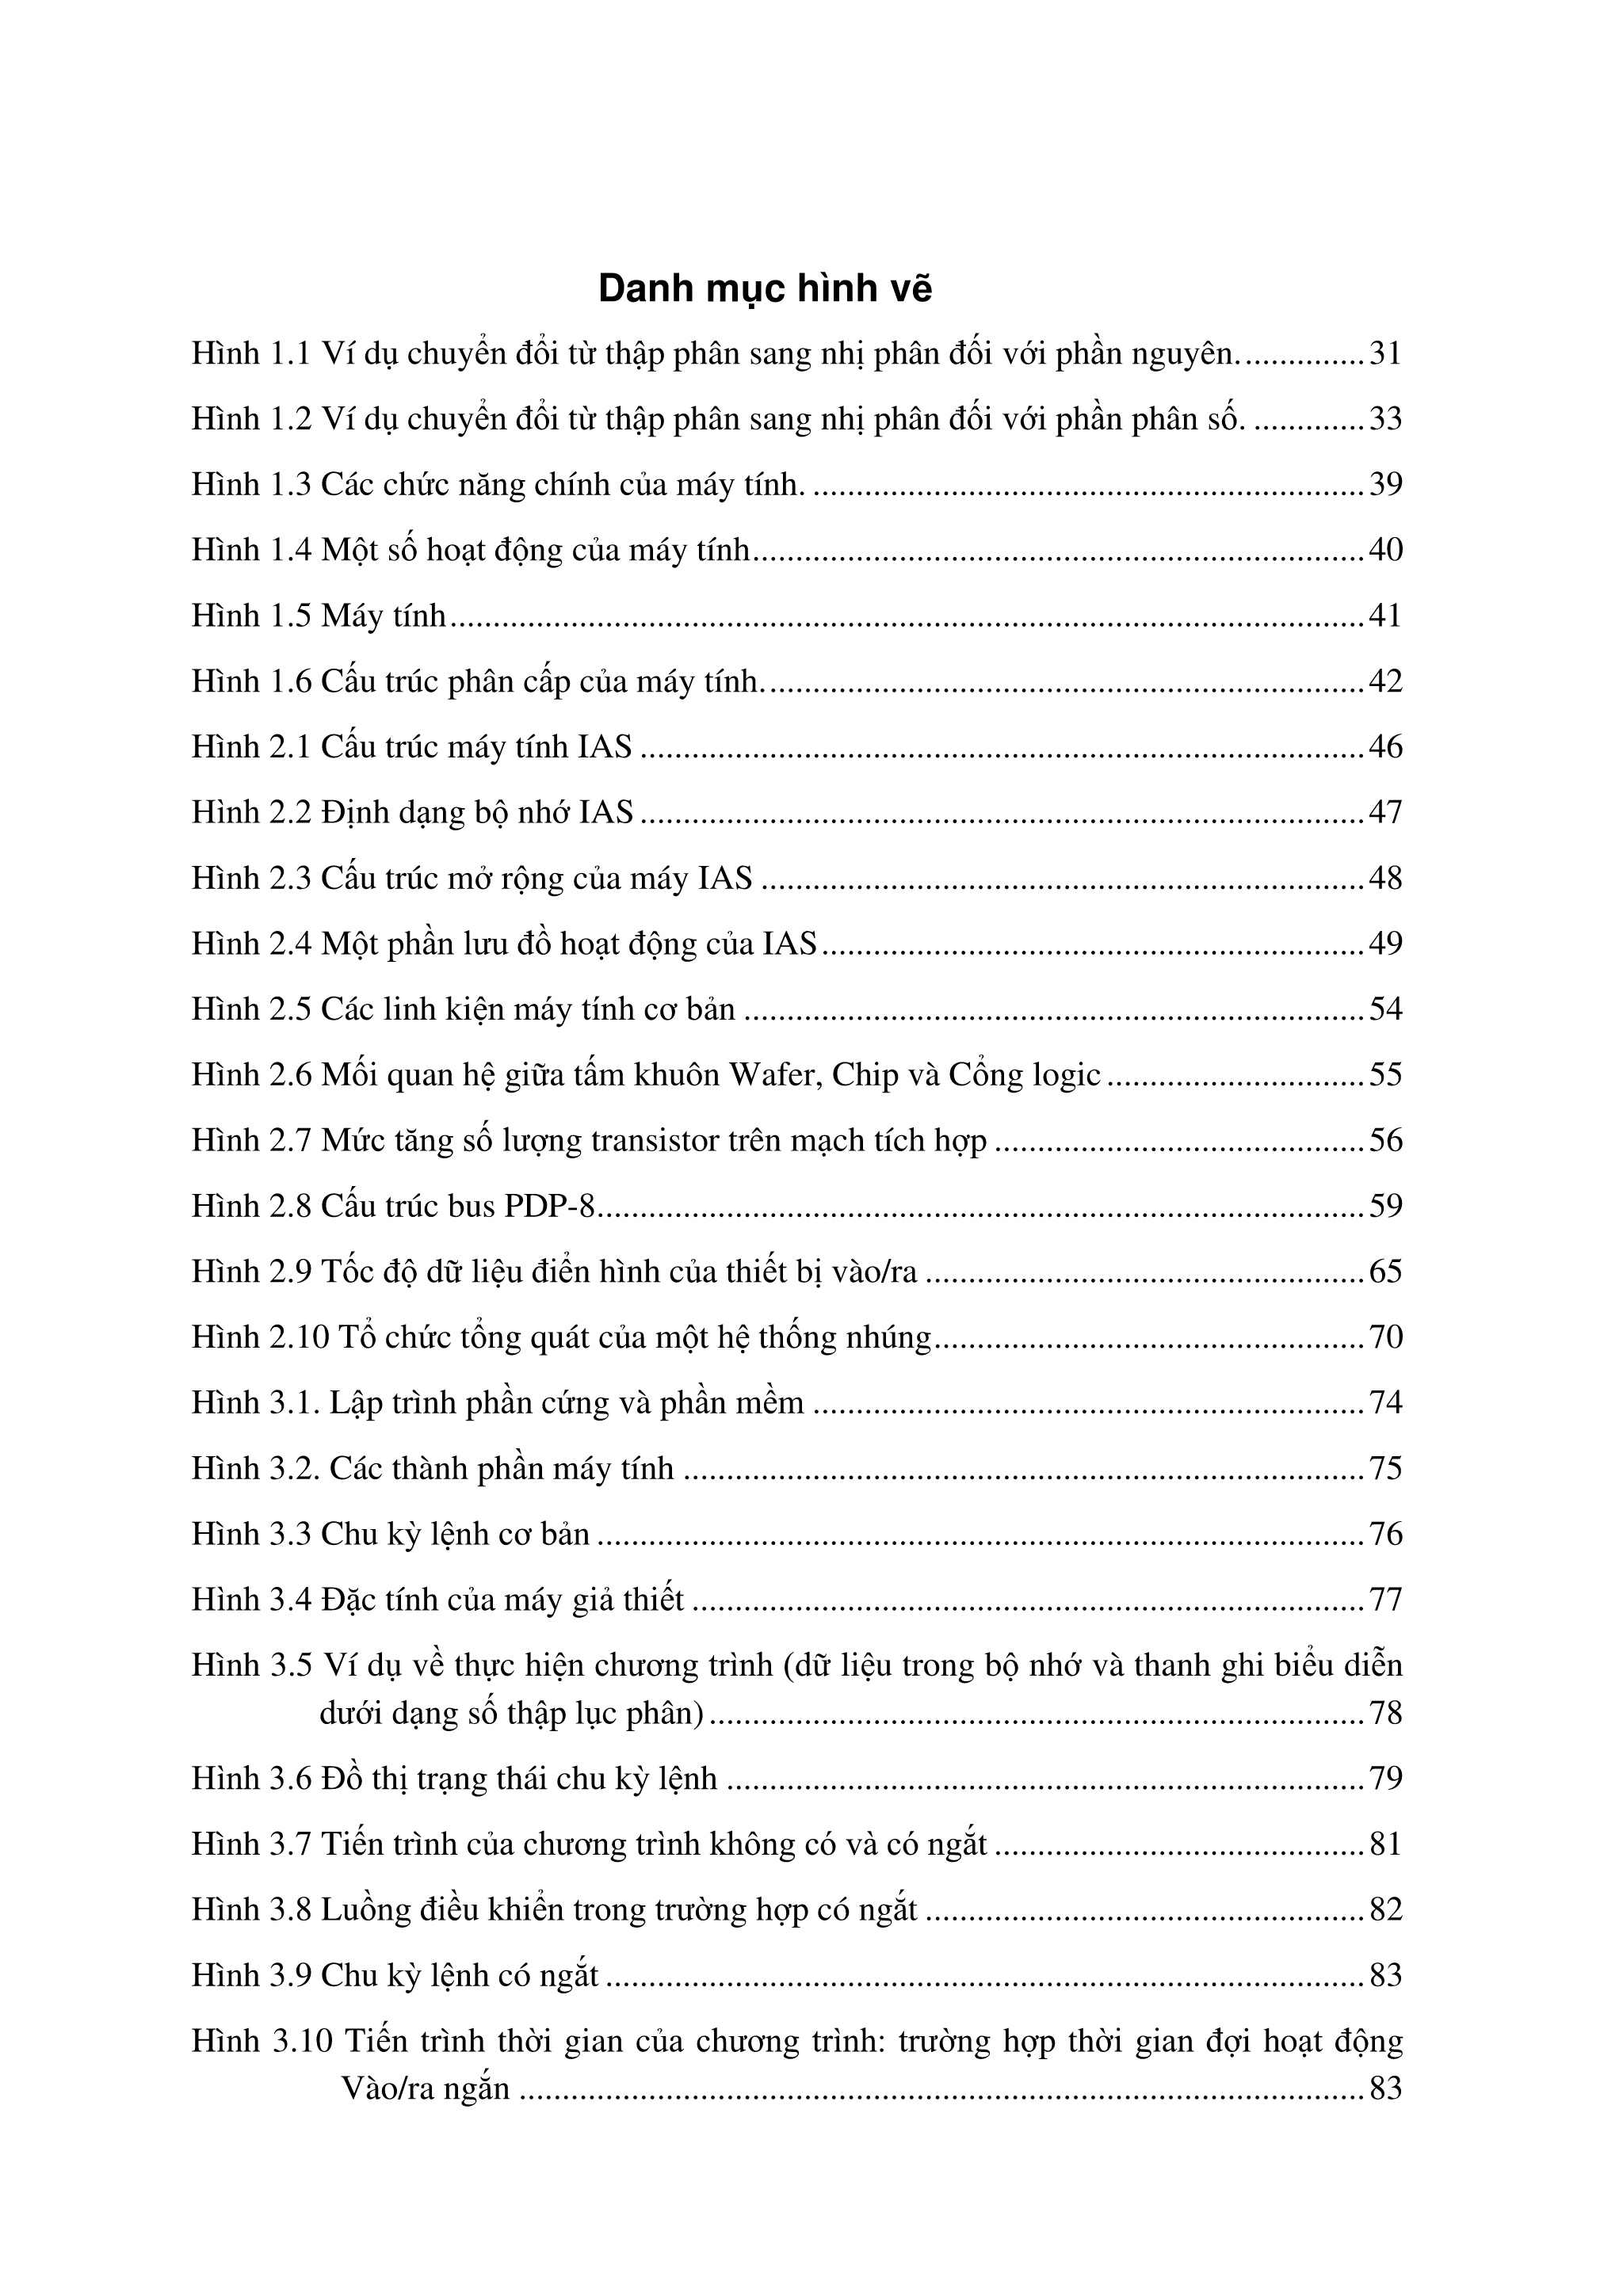 Danh mục hình vẽ
Hình 1.1 Ví dụ chuyển đổi từ thập phân sang nhị phân đối với phần nguyên. .............. 31
Hình 1.2 Ví dụ chuyển đổi từ thập phân sang nhị phân đối với phần phân số. ............. 33
Hình 1.3 Các chức năng chính của máy tính. ................................................................ 39
Hình 1.4 Một số hoạt động của máy tính....................................................................... 40
Hình 1.5 Máy tính.......................................................................................................... 41
Hình 1.6 Cấu trúc phân cấp của máy tính...................................................................... 42
Hình 2.1 Cấu trúc máy tính IAS .................................................................................... 46
Hình 2.2 Định dạng bộ nhớ IAS .................................................................................... 47
Hình 2.3 Cấu trúc mở rộng của máy IAS ...................................................................... 48
Hình 2.4 Một phần lưu đồ hoạt động của IAS............................................................... 49
Hình 2.5 Các linh kiện máy tính cơ bản ........................................................................ 54
Hình 2.6 Mối quan hệ giữa tấm khuôn Wafer, Chip và Cổng logic .............................. 55
Hình 2.7 Mức tăng số lượng transistor trên mạch tích hợp ........................................... 56
Hình 2.8 Cấu trúc bus PDP-8......................................................................................... 59
Hình 2.9 Tốc độ dữ liệu điển hình của thiết bị vào/ra ................................................... 65
Hình 2.10 Tổ chức tổng quát của một hệ thống nhúng.................................................. 70
Hình 3.1. Lập trình phần cứng và phần mềm ................................................................ 74
Hình 3.2. Các thành phần máy tính ............................................................................... 75
Hình 3.3 Chu kỳ lệnh cơ bản ......................................................................................... 76
Hình 3.4 Đặc tính của máy giả thiết .............................................................................. 77
Hình 3.5 Ví dụ về thực hiện chương trình (dữ liệu trong bộ nhớ và thanh ghi biểu diễn
dưới dạng số thập lục phân) ............................................................................ 78
Hình 3.6 Đồ thị trạng thái chu kỳ lệnh .......................................................................... 79
Hình 3.7 Tiến trình của chương trình không có và có ngắt ........................................... 81
Hình 3.8 Luồng điều khiển trong trường hợp có ngắt ................................................... 82
Hình 3.9 Chu kỳ lệnh có ngắt ........................................................................................ 83
Hình 3.10 Tiến trình thời gian của chương trình: trường hợp thời gian đợi hoạt động
Vào/ra ngắn .................................................................................................. 83